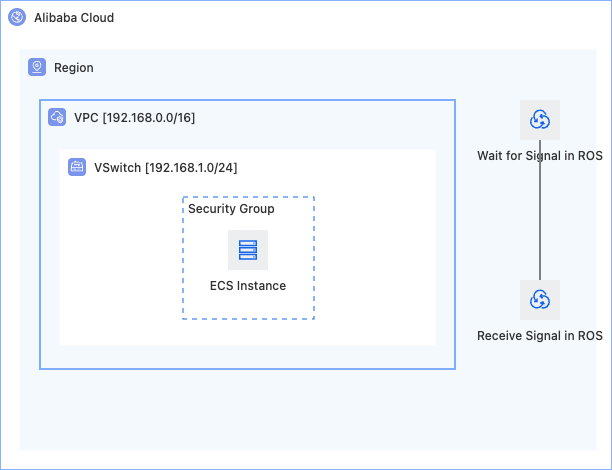 Alibaba Cloud
Region
VPC [192.168.0.0/16]
VSwitch [192.168.1.0/24]
Security Group
ECS Instance
Wait for Signal in ROS
Receive Signal in ROS